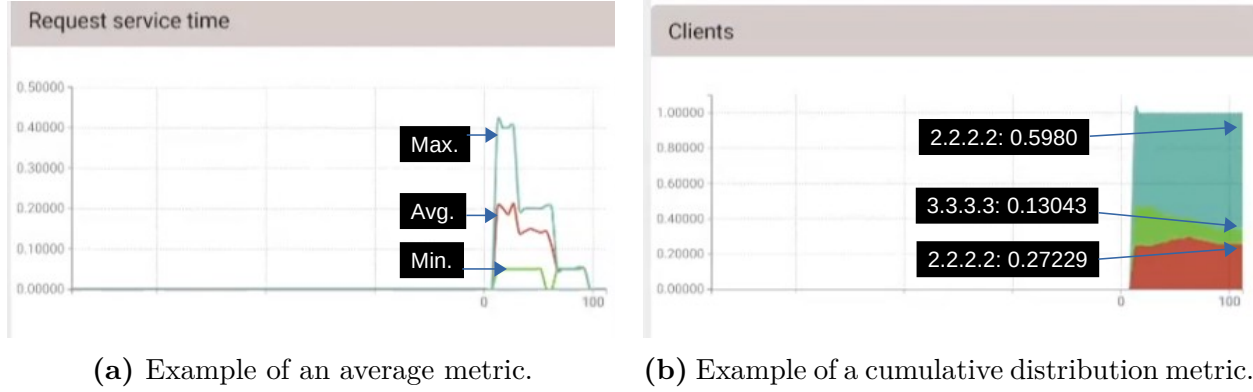 Request service time
0.50000
0.40000
0.30000
0.20000
0.10000
0.00000
0
100
Max.
Avg.
Min.
(a) Example of an average metric.
Clients
1.00000
0.80000
0.60000
0.40000
0.20000
0.00000
0
100
2.2.2.2: 0.5980
3.3.3.3: 0.13043
2.2.2.2: 0.27229
(b) Example of a cumulative distribution metric.